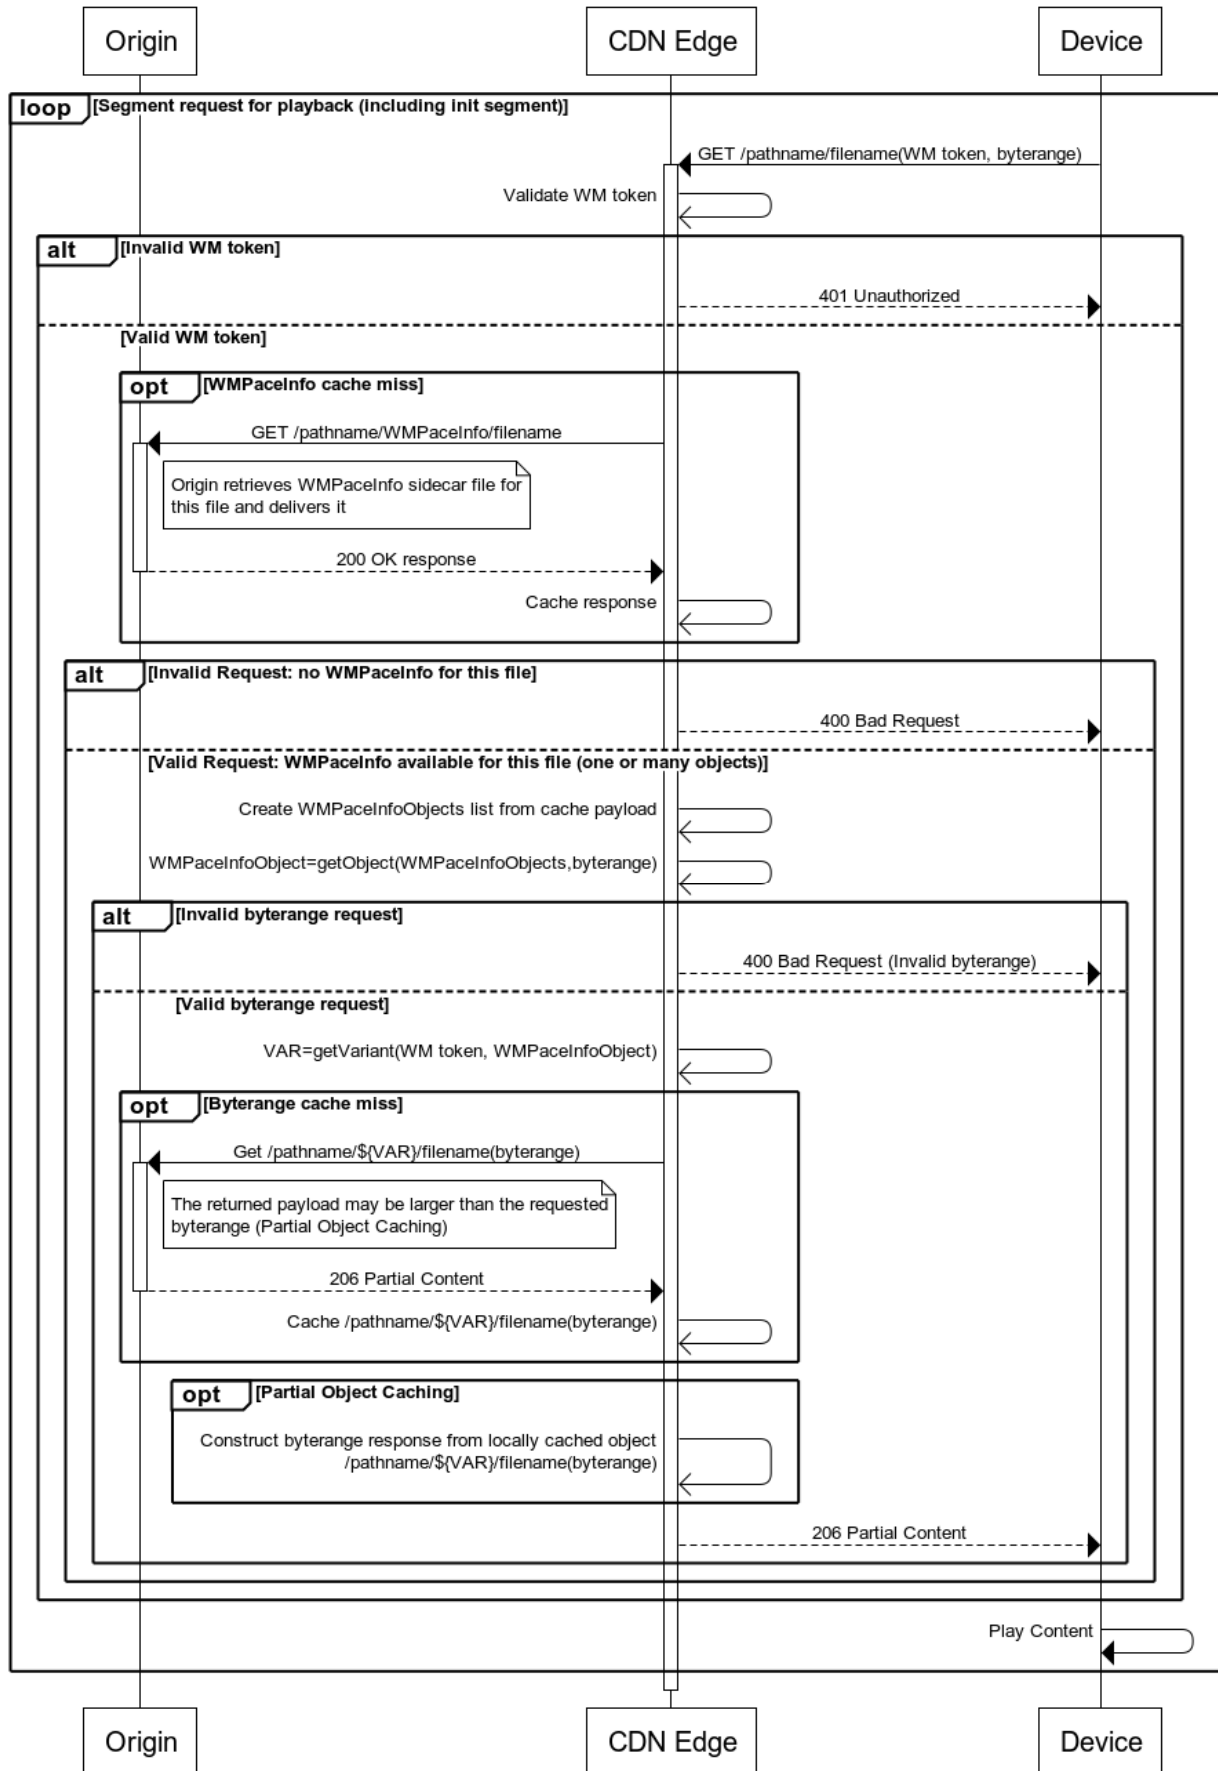 Origin
CDN Edge
Device
loop
[Segment request for playback (including init segment)]
GET /pathname/filename(WM token, byterange)
Validate WM token
alt
[Invalid WM token]
401 Unauthorized
[Valid WM token]
opt
[WMPaceInfo cache miss]
GET /pathname/WMPaceInfo/filename
Origin retrieves WMPaceInfo sidecar file for
this file and delivers it
200 OK response
Cache response
alt
[Invalid Request: no WMPaceInfo for this file]
400 Bad Request
[Valid Request: WMPaceInfo available for this file (one or many objects)]
Create WMPaceInfoObjects list from cache payload
WMPaceInfoObject=getObject(WMPaceInfoObjects,byterange)
alt
[Invalid byterange request]
400 Bad Request (Invalid byterange)
[Valid byterange request]
VAR=getVariant(WM token, WMPaceInfoObject)
opt
[Byterange cache miss]
Get /pathname/${VAR}/filename(byterange)
The returned payload may be larger than the requested
byterange (Partial Object Caching)
206 Partial Content
Cache /pathname/${VAR}/filename(byterange)
opt
[Partial Object Caching]
Construct byterange response from locally cached object
/pathname/${VAR}/filename(byterange)
206 Partial Content
Play Content
Origin
CDN Edge
Device